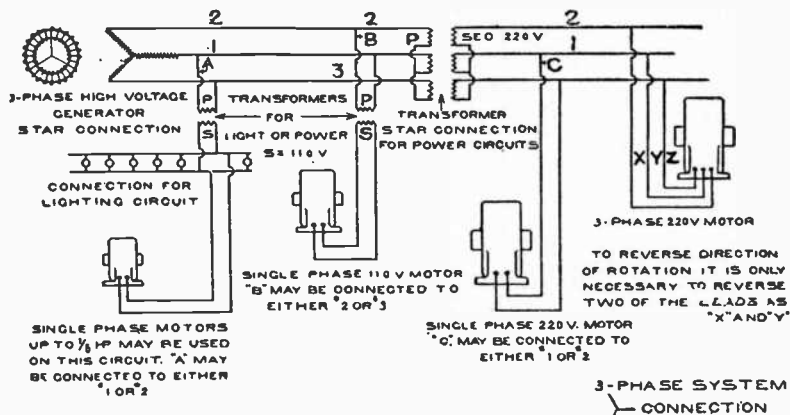 2
2
2
1
B
P
SEC 220V
1
A
3
C
3-PHASE HIGH VOLTAGE
GENERATOR
STAR CONNECTION
P
TRANSFORMERS
FOR
LIGHT OR POWER
S= 110 V
P
S
S
TRANSFORMER
STAR CONNECTION
FOR POWER CIRCUITS
CONNECTION FOR
LIGHTING CIRCUIT
X Y Z
3-PHASE 220V MOTOR
SINGLE PHASE 110 V MOTOR
"B" MAY BE CONNECTED TO
EITHER #2 OR #3
TO REVERSE DIRECTION
OF ROTATION IT IS ONLY
NECESSARY TO REVERSE
TWO OF THE LEADS AS
"X" AND "Y"
SINGLE PHASE MOTORS
UP TO HP MAY BE USED
ON THIS CIRCUIT. "A" MAY
BE CONNECTED TO EITHER
#1 OR #2
SINGLE PHASE 220 V. MOTOR
"C" MAY BE CONNECTED TO
EITHER #1 OR #2
3-PHASE SYSTEM
CONNECTION